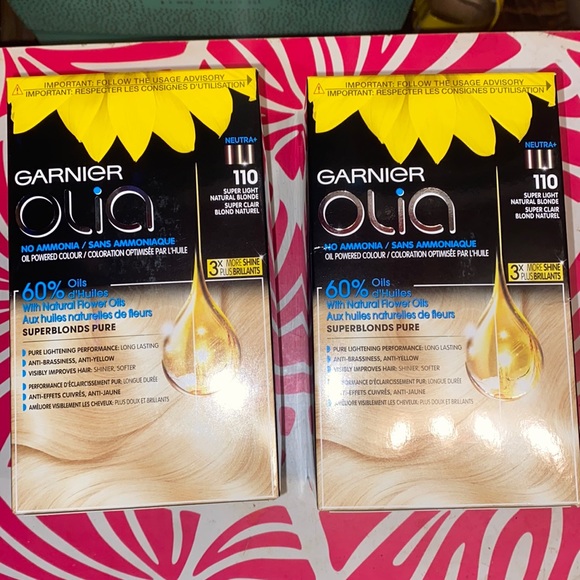 IMPORTANT: FOLLOW THE USAGE ADVISORY
IMPORTANT: RESPECTER LES CONSIGNES D'UTILISATION
NEUTRA+
110
SUPER LIGHT
NATURAL BLONDE
SUPER CLAIR
BLOND NATUREL
GARNIER
OLIA
NO AMMONIA / SANS AMMONIAQUE
OIL POWERED COLOUR / COLORATION OPTIMISÉE PAR L'HUILE
3X MORE SHINE
PLUS BRILLANTS
60% Oils
d'Huiles
With Natural Flower Oils
Aux huiles naturelles de fleurs
SUPERBLONDS PURE
PURE LIGHTENING PERFORMANCE: LONG LASTING
ANTI-BRASSINESS, ANTI-YELLOW
VISIBLY IMPROVES HAIR: SHINIER, SOFTER
PERFORMANCE D'ÉCLAIRCISSEMENT PUR: LONGUE DURÉE
ANTI-EFFETS CUIVRÉS, ANTI-JAUNE
AMÉLIORE VISIBLEMENT LES CHEVEUX: PLUS DOUX ET BRILLANTS
IMPORTANT: FOLLOW THE USAGE ADVISORY
IMPORTANT: RESPECTER LES CONSIGNES D'UTILISATION
NEUTRA+
110
SUPER LIGHT
NATURAL BLONDE
SUPER CLAIR
BLOND NATUREL
GARNIER
OLIA
NO AMMONIA / SANS AMMONIAQUE
OIL POWERED COLOUR / COLORATION OPTIMISÉE PAR L'HUILE
3X MORE SHINE
PLUS BRILLANTS
60% Oils
d'Huiles
With Natural Flower Oils
Aux huiles naturelles de fleurs
SUPERBLONDS PURE
PURE LIGHTENING PERFORMANCE: LONG LASTING
ANTI-BRASSINESS, ANTI-YELLOW
VISIBLY IMPROVES HAIR: SHINIER, SOFTER
PERFORMANCE D'ÉCLAIRCISSEMENT PUR: LONGUE DURÉE
ANTI-EFFETS CUIVRÉS, ANTI-JAUNE
AMÉLIORE VISIBLEMENT LES CHEVEUX: PLUS DOUX ET BRILLANTS